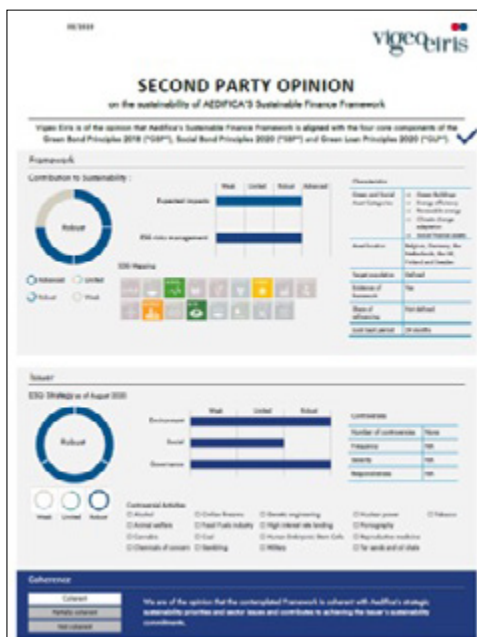 vigeoeiris
SECOND PARTY OPINION
on the sustainability of AEDIFICA'S Sustainable Finance Framework
Vigeo Eiris is of the opinion that Aedifica's Sustainable Finance Framework is aligned with the four core components of the
Green Bond Principles 2018 ("GBP"), Social Bond Principles 2020 ("SBP") and Green Loan Principles 2020 ("GLP").
Framework
Contribution to Sustainability :
Weak Limited Robust Advanced
Expected impacts
ESG risks management
Robust
Advanced Limited
Robust Weak
SDG Mapping
Characteristics
Green and Social
Asset Categories
Green Buildings
Energy efficiency
Renewable energy
Climate change
adaptation
Belgium, Germany, the
Netherlands, the UK,
Finland and Sweden
Target population Defined
Existence of
framework
Yes
Share of
refinancing
Not defined
Look back period 24 months
Issuer
ESG Strategy as of August 2020
Weak Limited Robust
Environment
Social
Governance
Robust
Weak Limited Robust
Controversies
Number of controversies None
Frequency NA
Severity NA
Responsiveness NA
Controversial Activities
Alcohol
Civilian firearms
Genetic engineering
Nuclear power
Tobacco
Animal welfare
Fossil Fuels industry
High interest rate lending
Pornography
Cannabis
Coal
Human Embryonic Stem Cells
Reproductive medicine
Chemicals of concern
Gambling
Military
Tar sands and oil shale
Coherence
Coherent
Partially coherent
Not coherent
We are of the opinion that the contemplated Framework is coherent with Aedifica's strategic
sustainability priorities and sector issues and contributes to achieving the Issuer's sustainability
commitments.